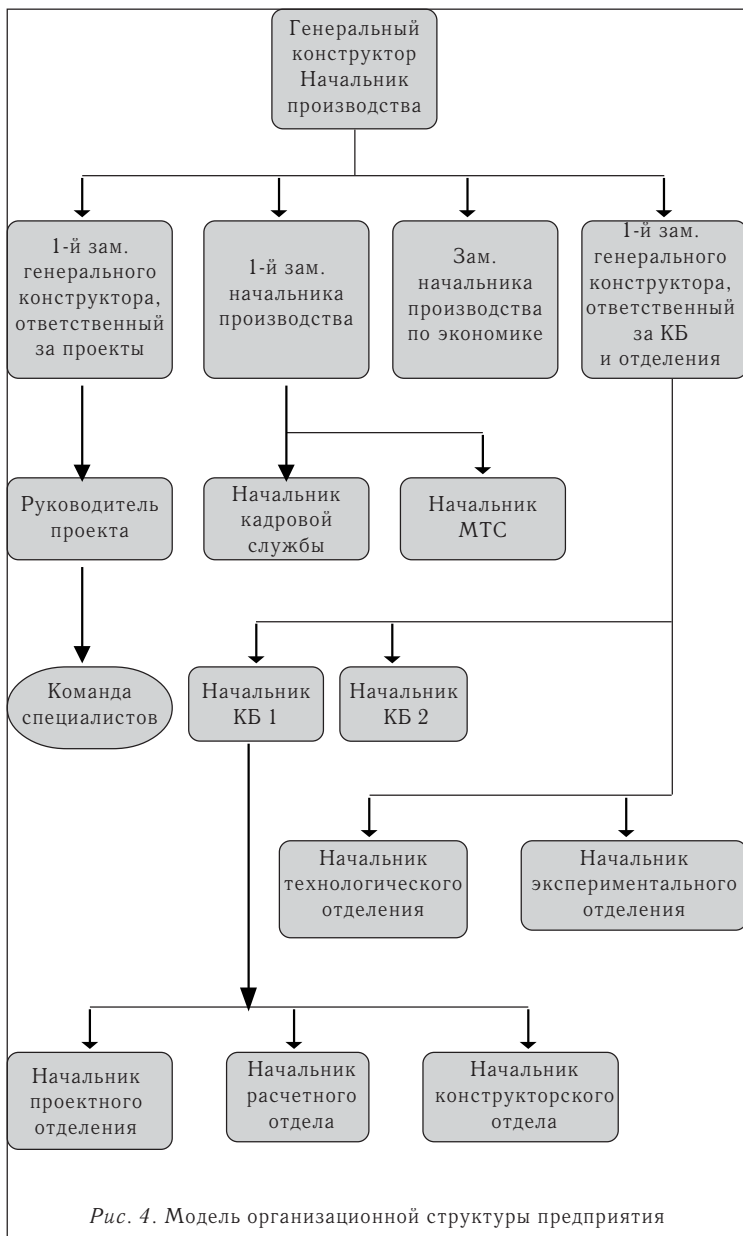 Генеральный
конструктор
Начальник
производства
1-й зам.
генерального
конструктора,
ответственный
за проекты
1-й зам.
начальника
производства
Зам.
начальника
производства
по экономике
1-й зам.
генерального
конструктора,
ответственный
за КБ
и отделения
Руководитель
проекта
Начальник
кадровой
службы
Начальник
МТС
Команда
специалистов
Начальник
КБ 1
Начальник
КБ 2
Начальник
технологического
отделения
Начальник
экспериментального
отделения
Начальник
проектного
отделения
Начальник
расчетного
отдела
Начальник
конструкторского
отдела
Рис. 4. Модель организационной структуры предприятия